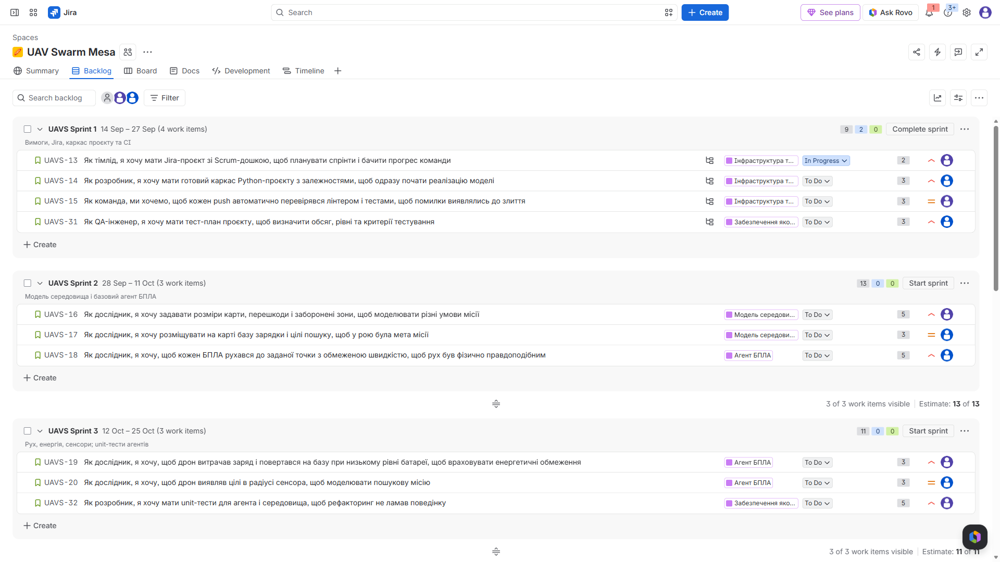 Jira
Search
Create
See plans
Ask Rovo
1
3+
Spaces
UAV Swarm Mesa
Summary
Backlog
Board
Docs
Development
Timeline
Search backlog
Filter
UAVS Sprint 1 14 Sep – 27 Sep (4 work items) 9 2 0 Complete sprint
Вимоги, Jira, каркас проєкту та CI
UAVS-13 Як тімлід, я хочу мати Jira-проєкт зі Scrum-дошкою, щоб планувати спрінти і бачити прогрес команди Інфраструктура т... In Progress 2
UAVS-14 Як розробник, я хочу мати готовий каркас Python-проєкту з залежностями, щоб одразу почати реалізацію моделі Інфраструктура т... To Do 3
UAVS-15 Як команда, ми хочемо, щоб кожен push автоматично перевірявся лінтером і тестами, щоб помилки виявлялись до злиття Інфраструктура т... To Do 3
UAVS-31 Як QA-інженер, я хочу мати тест-план проєкту, щоб визначити обсяг, рівні та критерії тестування Забезпечення яко... To Do 3
Create
UAVS Sprint 2 28 Sep – 11 Oct (3 work items) 13 0 0 Start sprint
Модель середовища і базовий агент БПЛА
UAVS-16 Як дослідник, я хочу задавати розміри карти, перешкоди і заборонені зони, щоб моделювати різні умови місії Модель середови... To Do 5
UAVS-17 Як дослідник, я хочу розміщувати на карті базу зарядки і цілі пошуку, щоб у рою була мета місії Модель середови... To Do 3
UAVS-18 Як дослідник, я хочу, щоб кожен БПЛА рухався до заданої точки з обмеженою швидкістю, щоб рух був фізично правдоподібним Агент БПЛА To Do 5
Create
3 of 3 work items visible Estimate: 13 of 13
UAVS Sprint 3 12 Oct – 25 Oct (3 work items) 11 0 0 Start sprint
Рух, енергія, сенсори; unit-тести агентів
UAVS-19 Як дослідник, я хочу, щоб дрон витрачав заряд і повертався на базу при низькому рівні батареї, щоб враховувати енергетичні обмеження Агент БПЛА To Do 3
UAVS-20 Як дослідник, я хочу, щоб дрон виявляв цілі в радіусі сенсора, щоб моделювати пошукову місію Агент БПЛА To Do 3
UAVS-32 Як розробник, я хочу мати unit-тести для агента і середовища, щоб рефакторинг не ламав поведінку Забезпечення яко... To Do 5
Create
3 of 3 work items visible Estimate: 11 of 11